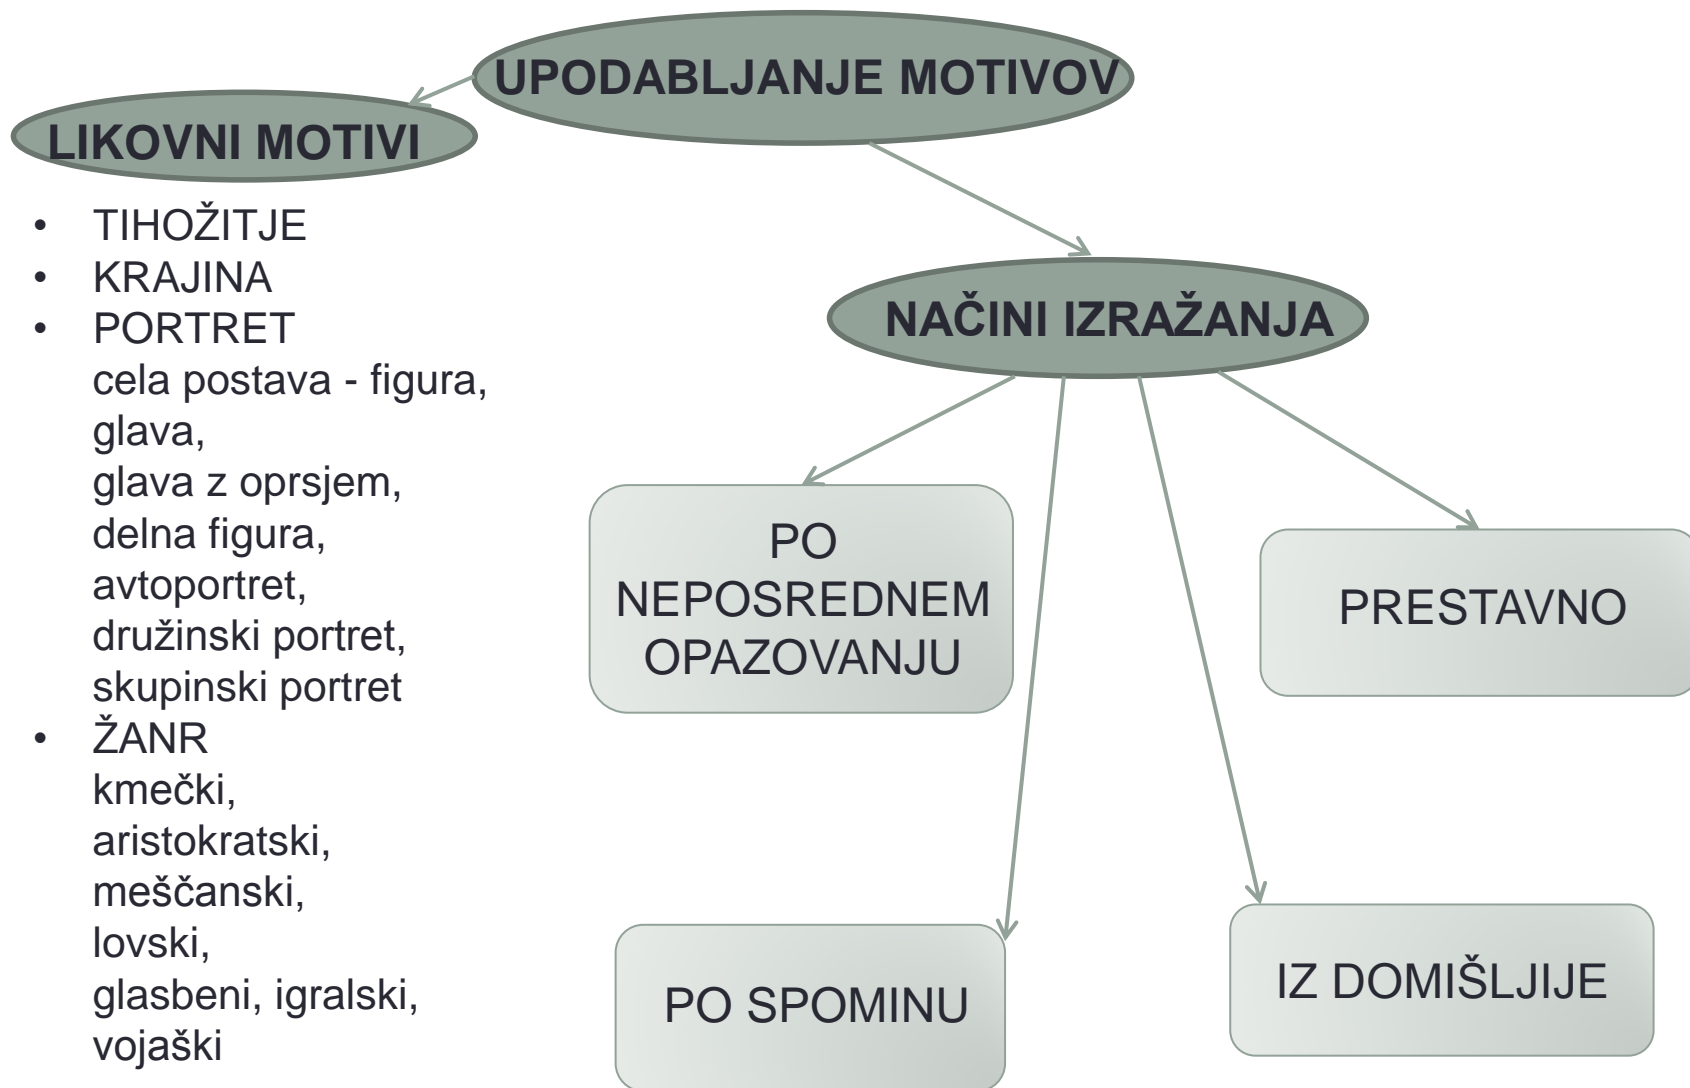 UPODABLJANJE MOTIVOV
LIKOVNI MOTIVI
• TIHOŽITJE
• KRAJINA
• PORTRET
cela postava - figura,
glava,
glava z oprsjem,
delna figura,
avtoportret,
družinski portret,
skupinski portret
• ŽANR
kmečki,
aristokratski,
meščanski,
lovski,
glasbeni, igralski,
vojaški
NAČINI IZRAŽANJA
PO
NEPOSREDNEM
OPAZOVANJU
PRESTAVNO
PO SPOMINU
IZ DOMIŠLJIJE